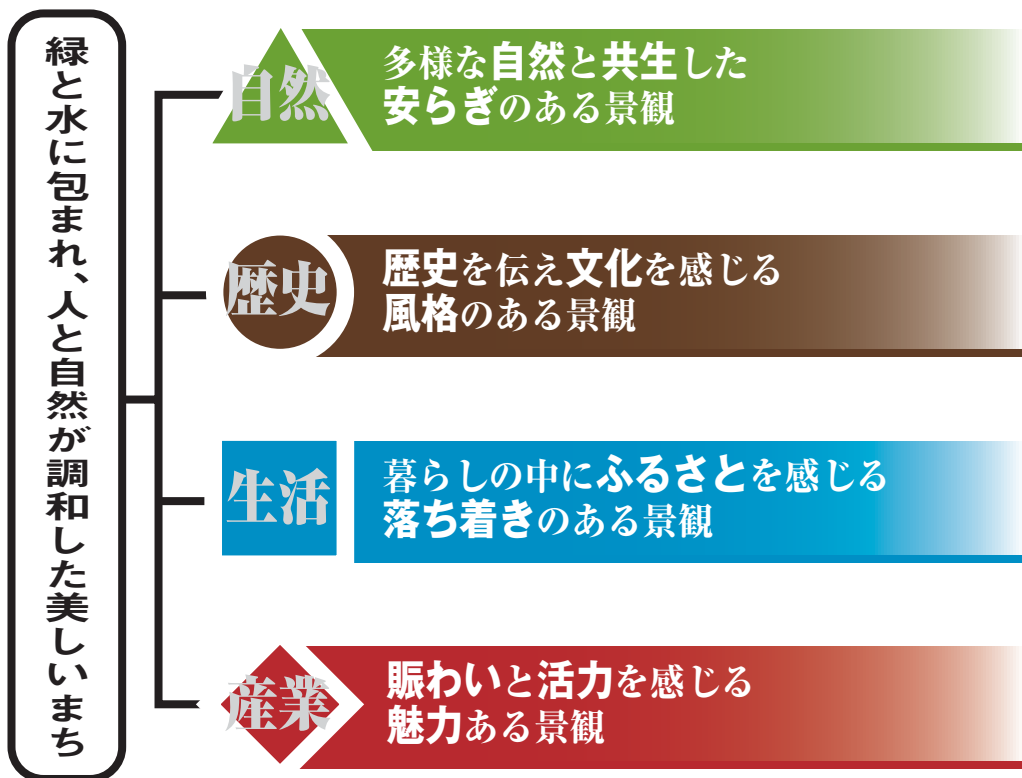 緑と水に包まれ、人と自然が調和した美しいまち
自然
多様な自然と共生した
安らぎのある景観
歴史
歴史を伝え文化を感じる
風格のある景観
生活
暮らしの中にふるさとを感じる
落ち着きのある景観
産業
賑わいと活力を感じる
魅力ある景観